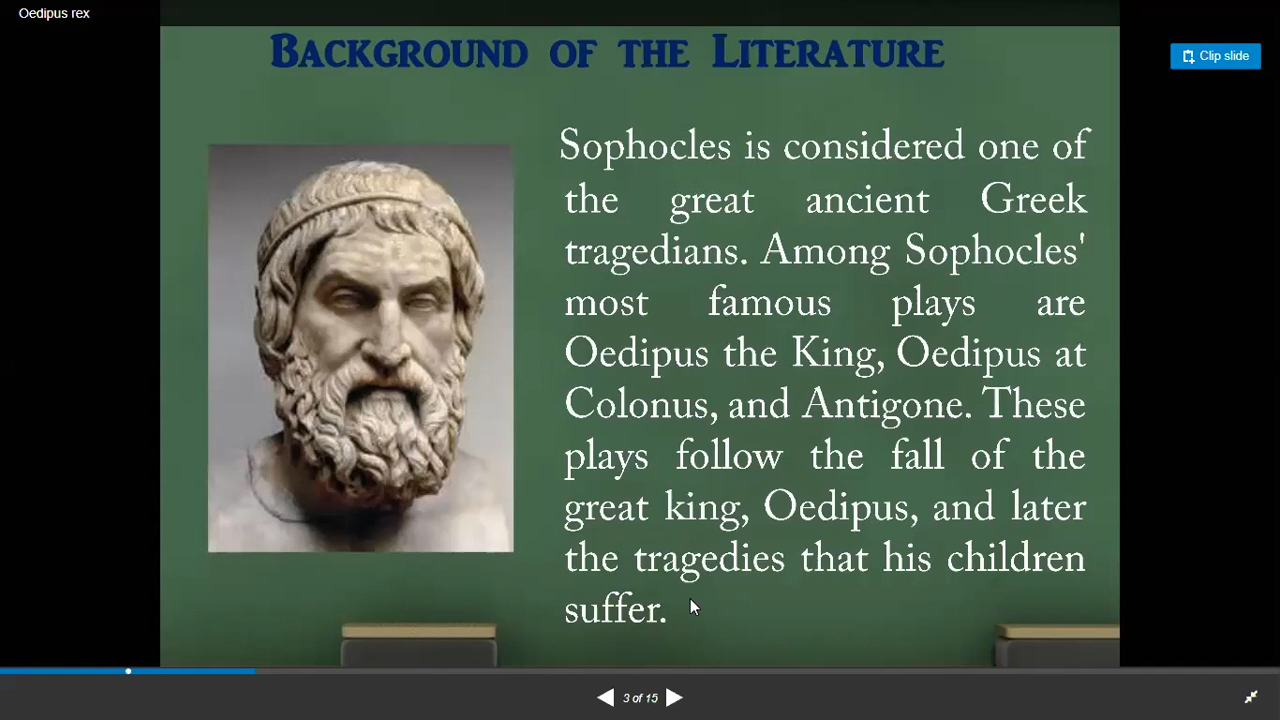 Oedipus rex
Clip slide
BACKGROUND OF THE LITERATURE
Sophocles is considered one of
the great ancient Greek
tragedians. Among Sophocles'
most famous plays are
Oedipus the King, Oedipus at
Colonus, and Antigone. These
plays follow the fall of the
great king, Oedipus, and later
the tragedies that his children
suffer.
3 of 15